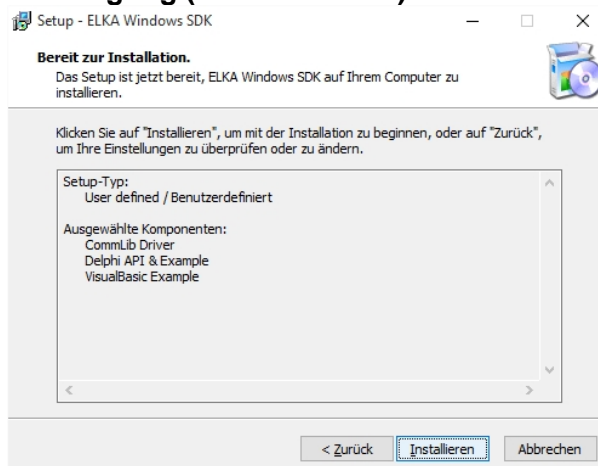 Setup - ELKA Windows SDK
Bereit zur Installation.
Das Setup ist jetzt bereit, ELKA Windows SDK auf Ihrem Computer zu
installieren.
Klicken Sie auf "Installieren", um mit der Installation zu beginnen, oder auf "Zurück",
um Ihre Einstellungen zu überprüfen oder zu ändern.
Setup-Typ:
User defined / Benutzerdefiniert
Ausgewählte Komponenten:
CommLib Driver
Delphi API & Example
VisualBasic Example
< Zurück Installieren Abbrechen